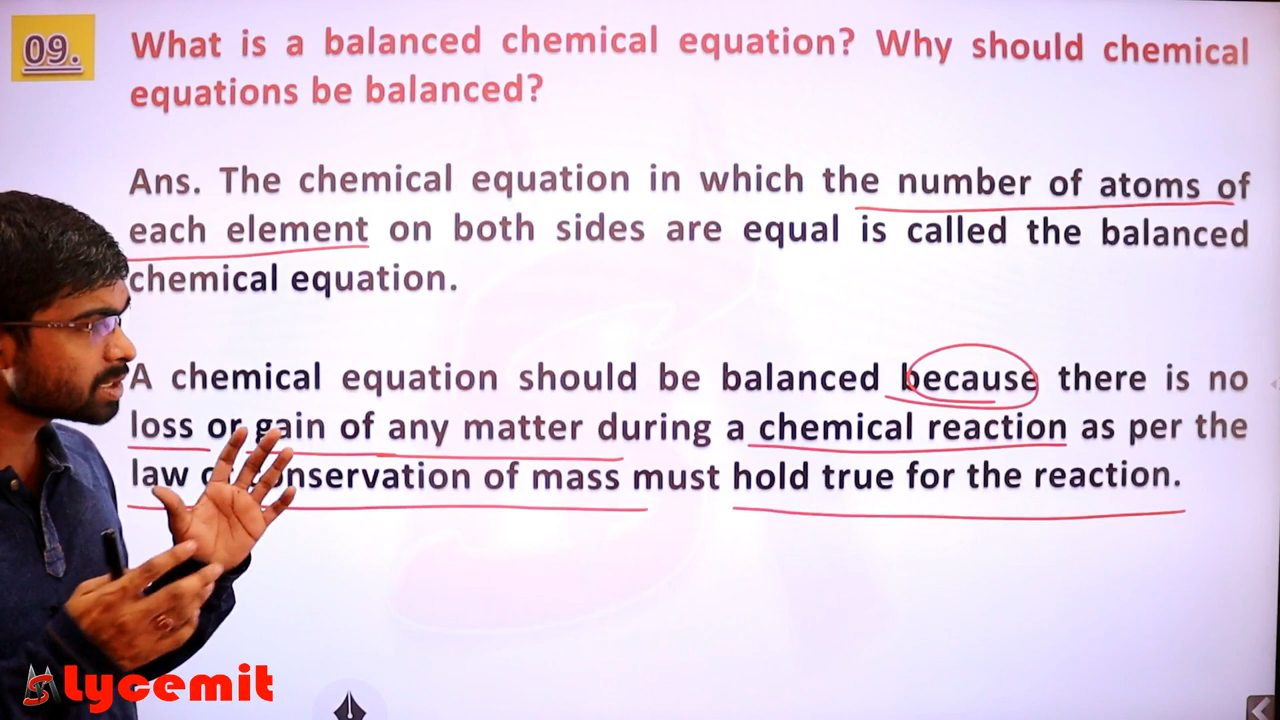 09.
What is a balanced chemical equation? Why should chemical
equations be balanced?
Ans. The chemical equation in which the number of atoms of
each element on both sides are equal is called the balanced
chemical equation.
A chemical equation should be balanced because there is no
loss or gain of any matter during a chemical reaction as per the
law of conservation of mass must hold true for the reaction.
lycemit